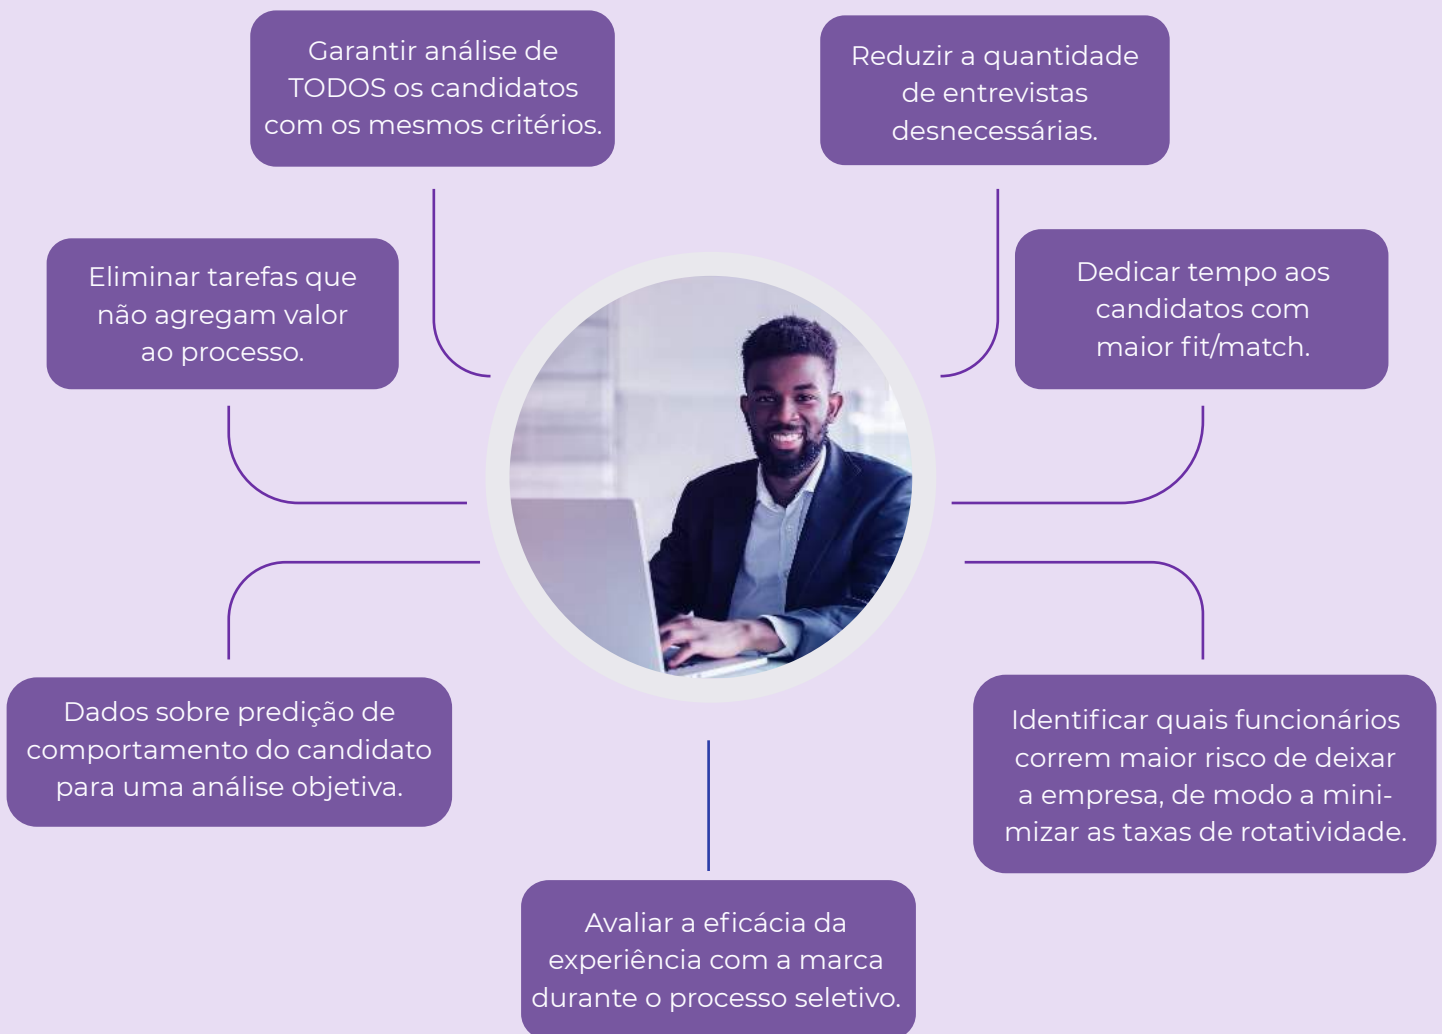 Garantir análise de
TODOS os candidatos
com os mesmos critérios.
Reduzir a quantidade
de entrevistas
desnecessárias.
Eliminar tarefas que
não agregam valor
ao processo.
Dedicar tempo aos
candidatos com
maior fit/match.
Dados sobre predição de
comportamento do candidato
para uma análise objetiva.
Identificar quais funcionários
correm maior risco de deixar
a empresa, de modo a mini-
mizar as taxas de rotatividade.
Avaliar a eficácia da
experiência com a marca
durante o processo seletivo.